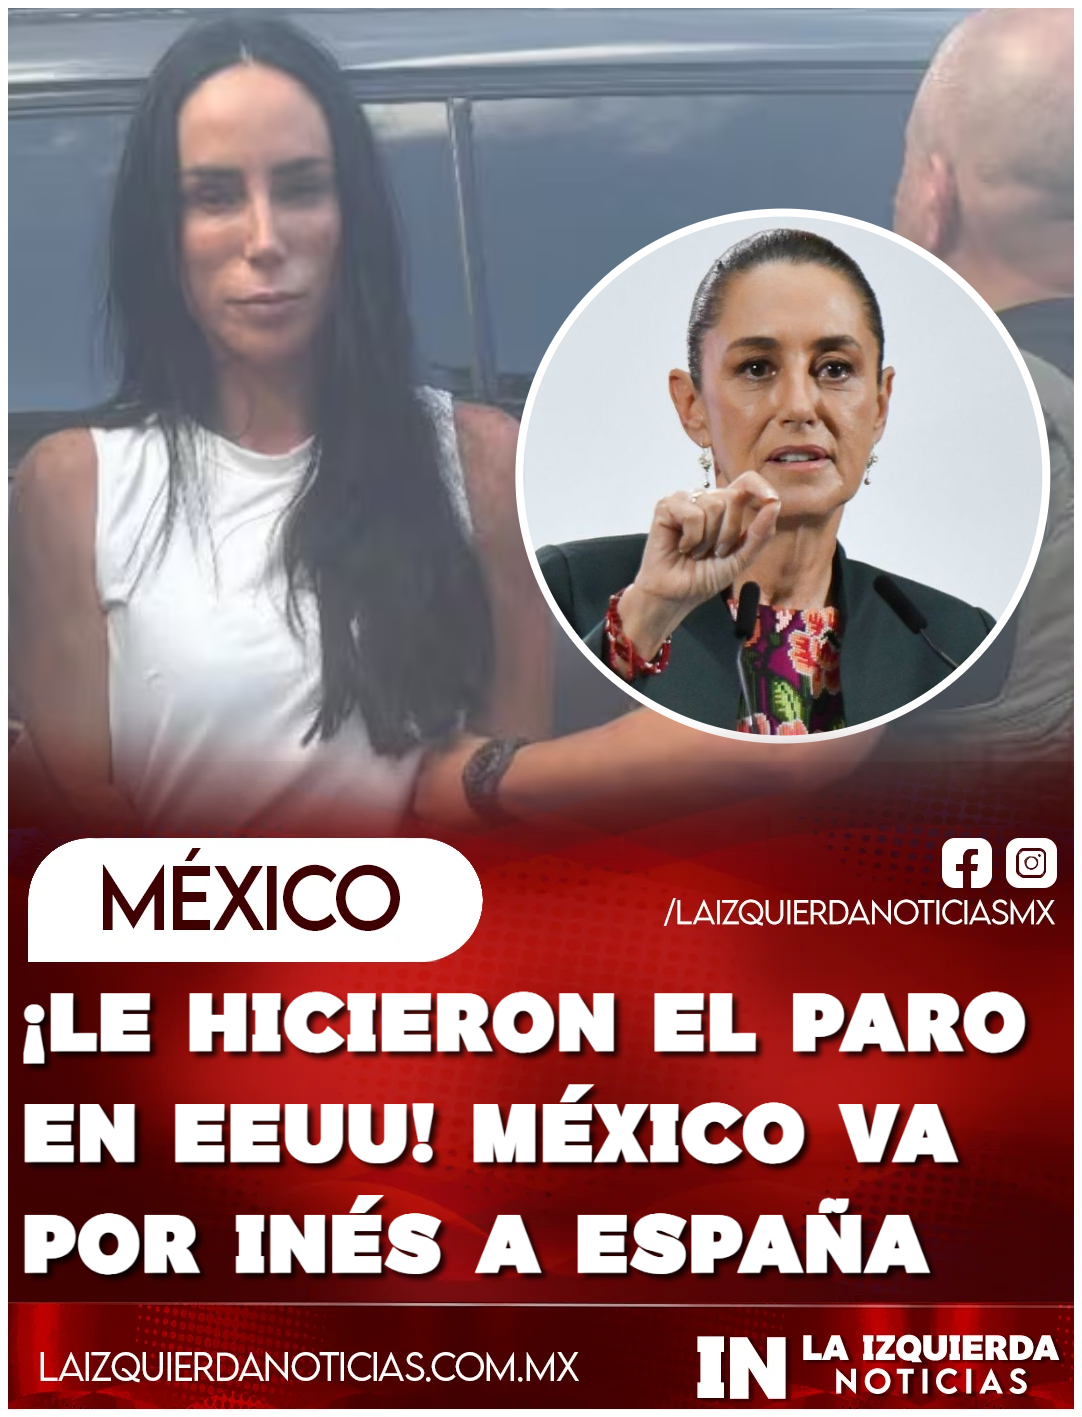 MÉXICO
/LAIZQUIERDANOTICIASMX
¡LE HICIERON EL PARO
EN EEUU! MÉXICO VA
POR INÉS A ESPAÑA
LAIZQUIERDANOTICIAS.COM.MX
IN LA IZQUIERDA
NOTICIAS